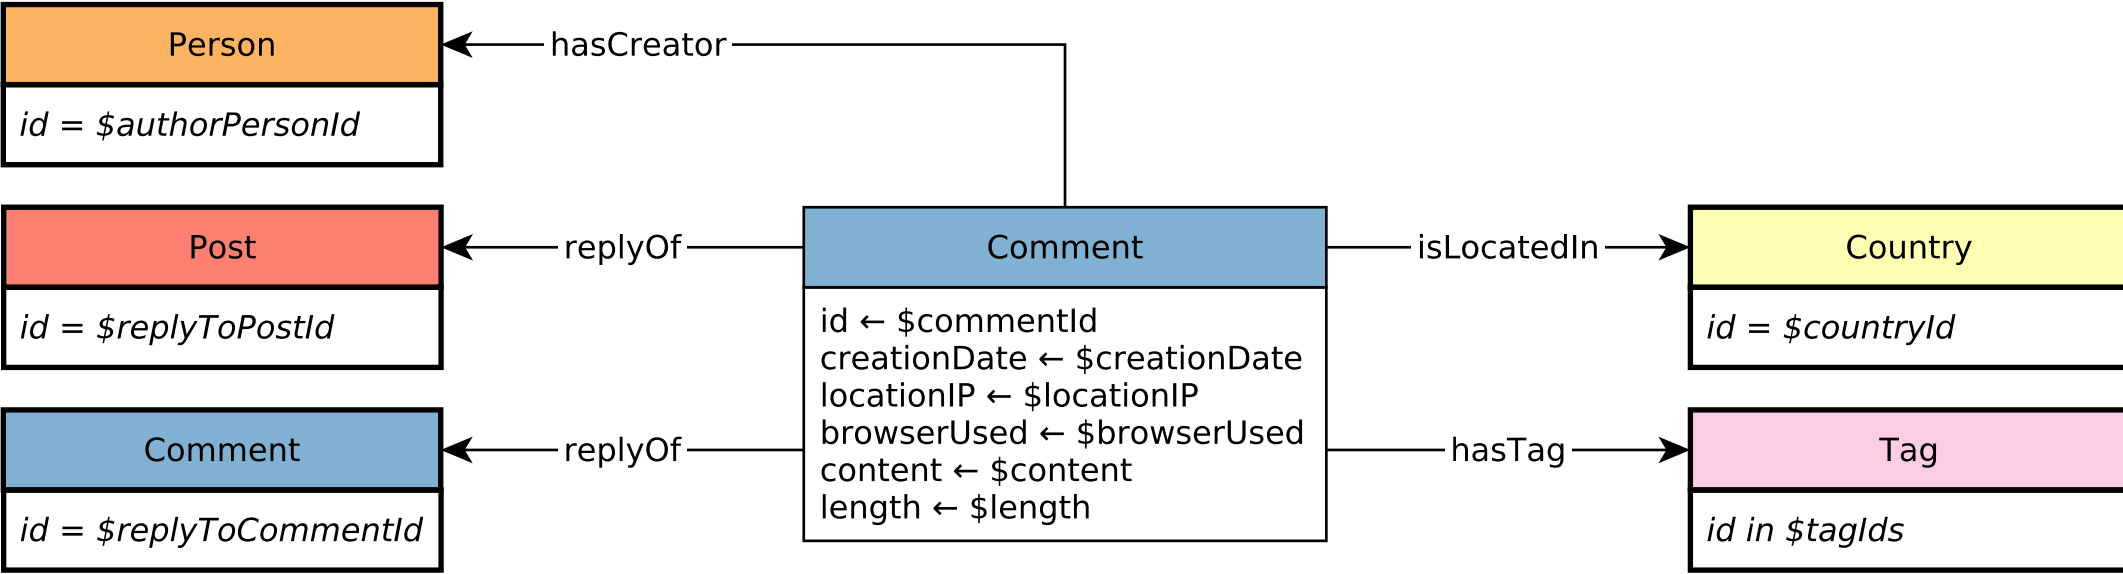 Person
id = $authorPersonId
hasCreator
Post
id = $replyToPostId
replyOf
Comment
id = $replyToCommentId
replyOf
Comment
id ← $commentId
creationDate ← $creationDate
locationIP ← $locationIP
browserUsed ← $browserUsed
content ← $content
length ← $length
isLocatedIn
Country
id = $countryId
hasTag
Tag
id in $tagIds